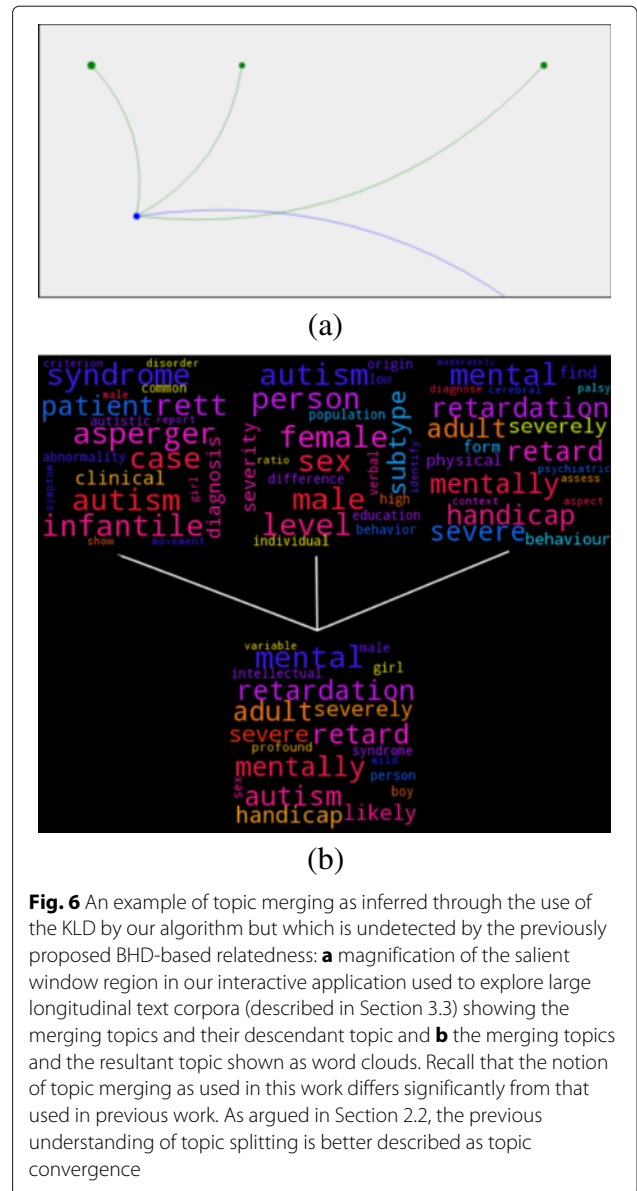 (a)
criterion disorder
syndrome
male common
patient rett
autistic report
asperger
abnormality case
clinical
symptom autism girl diagnosis
infantile
show movement
autism origin
low
person
population
severity female subtype
ratio sex verbal identify
difference
male high
level education
behavior
individual
moderately
mental find
diagnose cerebral palsy
retardation
adult severely
form
physical retard
psychiatric
mentally assess
context aspect
handicap
severe behaviour
variable
mental male
intellectual girl
retardation
adult severely
severe retard
profound syndrome
mentally mild
person
sex autism boy
handicap likely
(b)
Fig. 6 An example of topic merging as inferred through the use of
the KLD by our algorithm but which is undetected by the previously
proposed BHD-based relatedness: a magnification of the salient
window region in our interactive application used to explore large
longitudinal text corpora (described in Section 3.3) showing the
merging topics and their descendant topic and b the merging topics
and the resultant topic shown as word clouds. Recall that the notion
of topic merging as used in this work differs significantly from that
used in previous work. As argued in Section 2.2, the previous
understanding of topic splitting is better described as topic
convergence